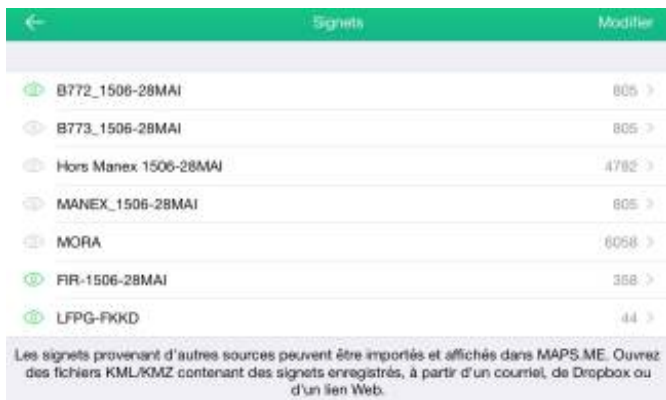 Signets
Modifier
B772_1506-28MAI 805
B773_1506-28MAI 805
Hors Manex 1506-28MAI 4782
MANEX_1506-28MAI 805
MORA 6058
FIR-1506-28MAI 358
LFPG-FKKD 44
Les signets provenant d'autres sources peuvent être importés et affichés dans MAPS.ME. Ouvrez
des fichiers KML/KMZ contenant des signets enregistrés, à partir d'un courriel, de Dropbox ou
d'un lien Web.